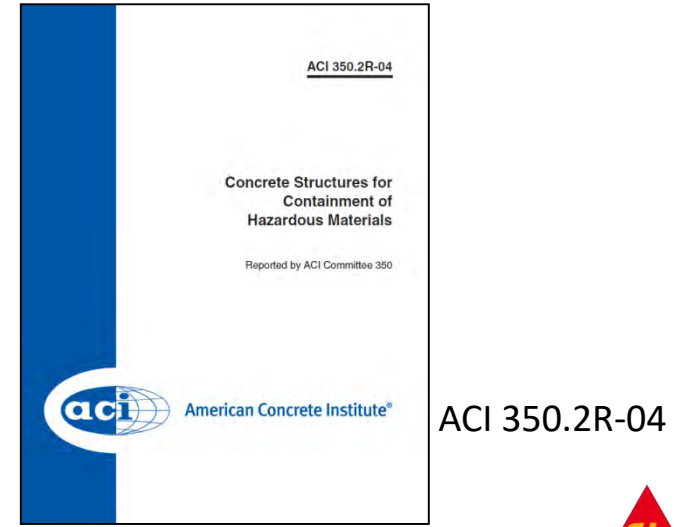 ACI 350.2R-04
Concrete Structures for
Containment of
Hazardous Materials
Reported by ACI Committee 350
aci
American Concrete Institute®
ACI 350.2R-04